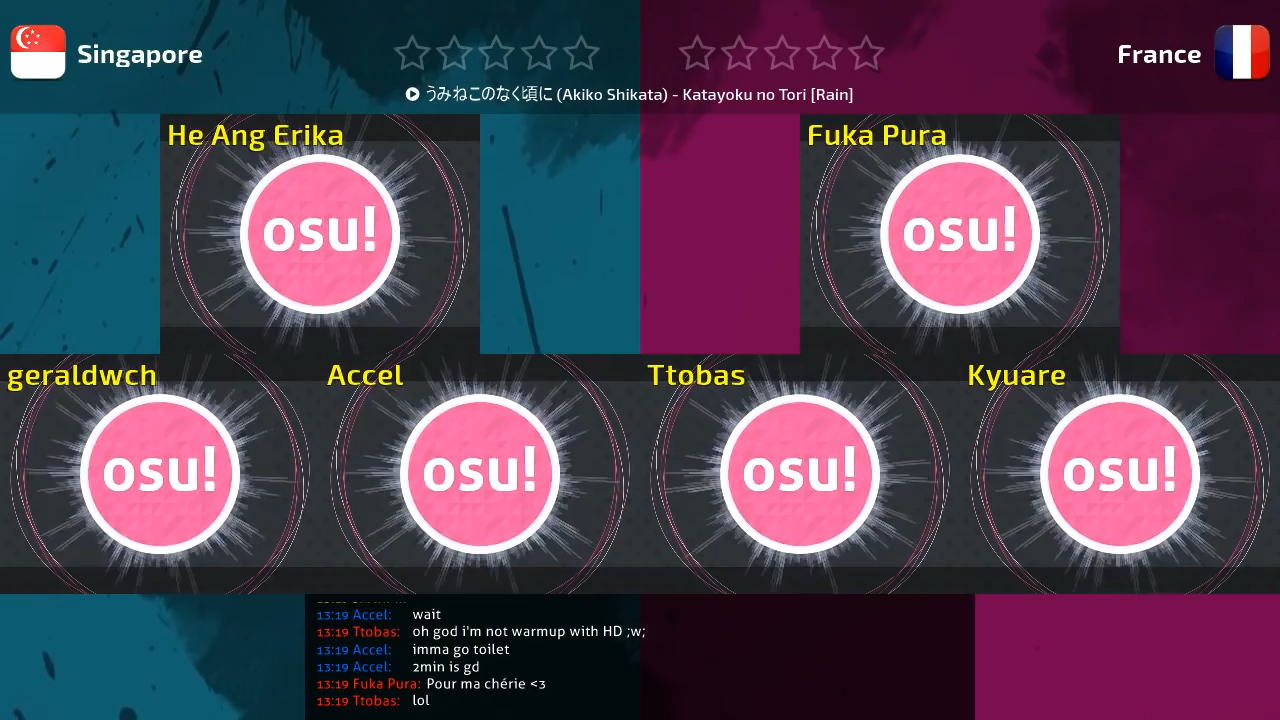 Singapore
France
うみねこのなく頃に (Akiko Shikata) - Katayoku no Tori [Rain]
He Ang Erika
Fuka Pura
osu!
osu!
geraldwch
Accel
Ttobas
Kyuare
osu!
osu!
osu!
osu!
13:19 Accel: wait
13:19 Ttobas: oh god i'm not warmup with HD ;w;
13:19 Accel: imma go toilet
13:19 Accel: 2min is gd
13:19 Fuka Pura: Pour ma chérie <3
13:19 Ttobas: lol